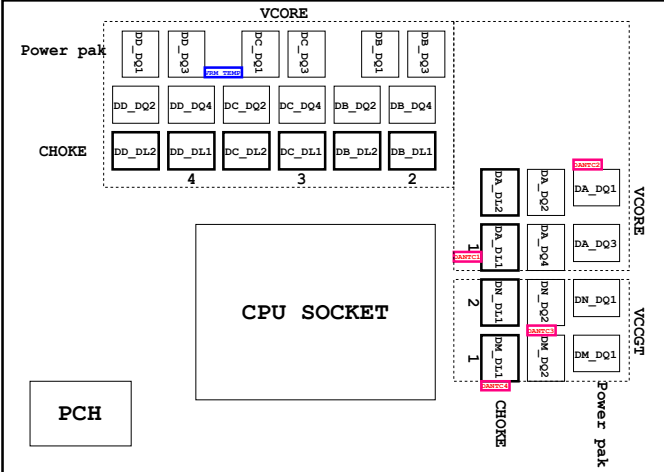 VCORE
Power pak
DD_DQ1
DD_DQ3
DC_DQ1
DC_DQ3
DB_DQ1
DB_DQ3
VRM_TEMP
DD_DQ2
DD_DQ4
DC_DQ2
DC_DQ4
DB_DQ2
DB_DQ4
CHOKE
DD_DL2
DD_DL1
DC_DL2
DC_DL1
DB_DL2
DB_DL1
4
3
2
DANTC2
DA_DL2
DA_DQ2
DA_DQ1
VCORE
1
DA_DL1
DA_DQ4
DA_DQ3
DANTC1
CPU SOCKET
2
DN_DL1
DN_DQ2
DN_DQ1
VCCGT
DANTC3
1
DM_DL1
DM_DQ2
DM_DQ1
DANTC4
PCH
CHOKE
Power pak